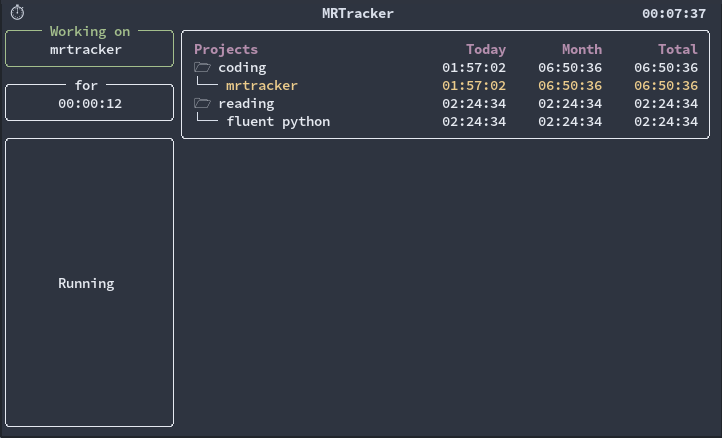 MRTracker 00:07:37
Working on
mrtracker
for
00:00:12
Running
Projects Today Month Total
coding 01:57:02 06:50:36 06:50:36
mrtracker 01:57:02 06:50:36 06:50:36
reading 02:24:34 02:24:34 02:24:34
fluent python 02:24:34 02:24:34 02:24:34